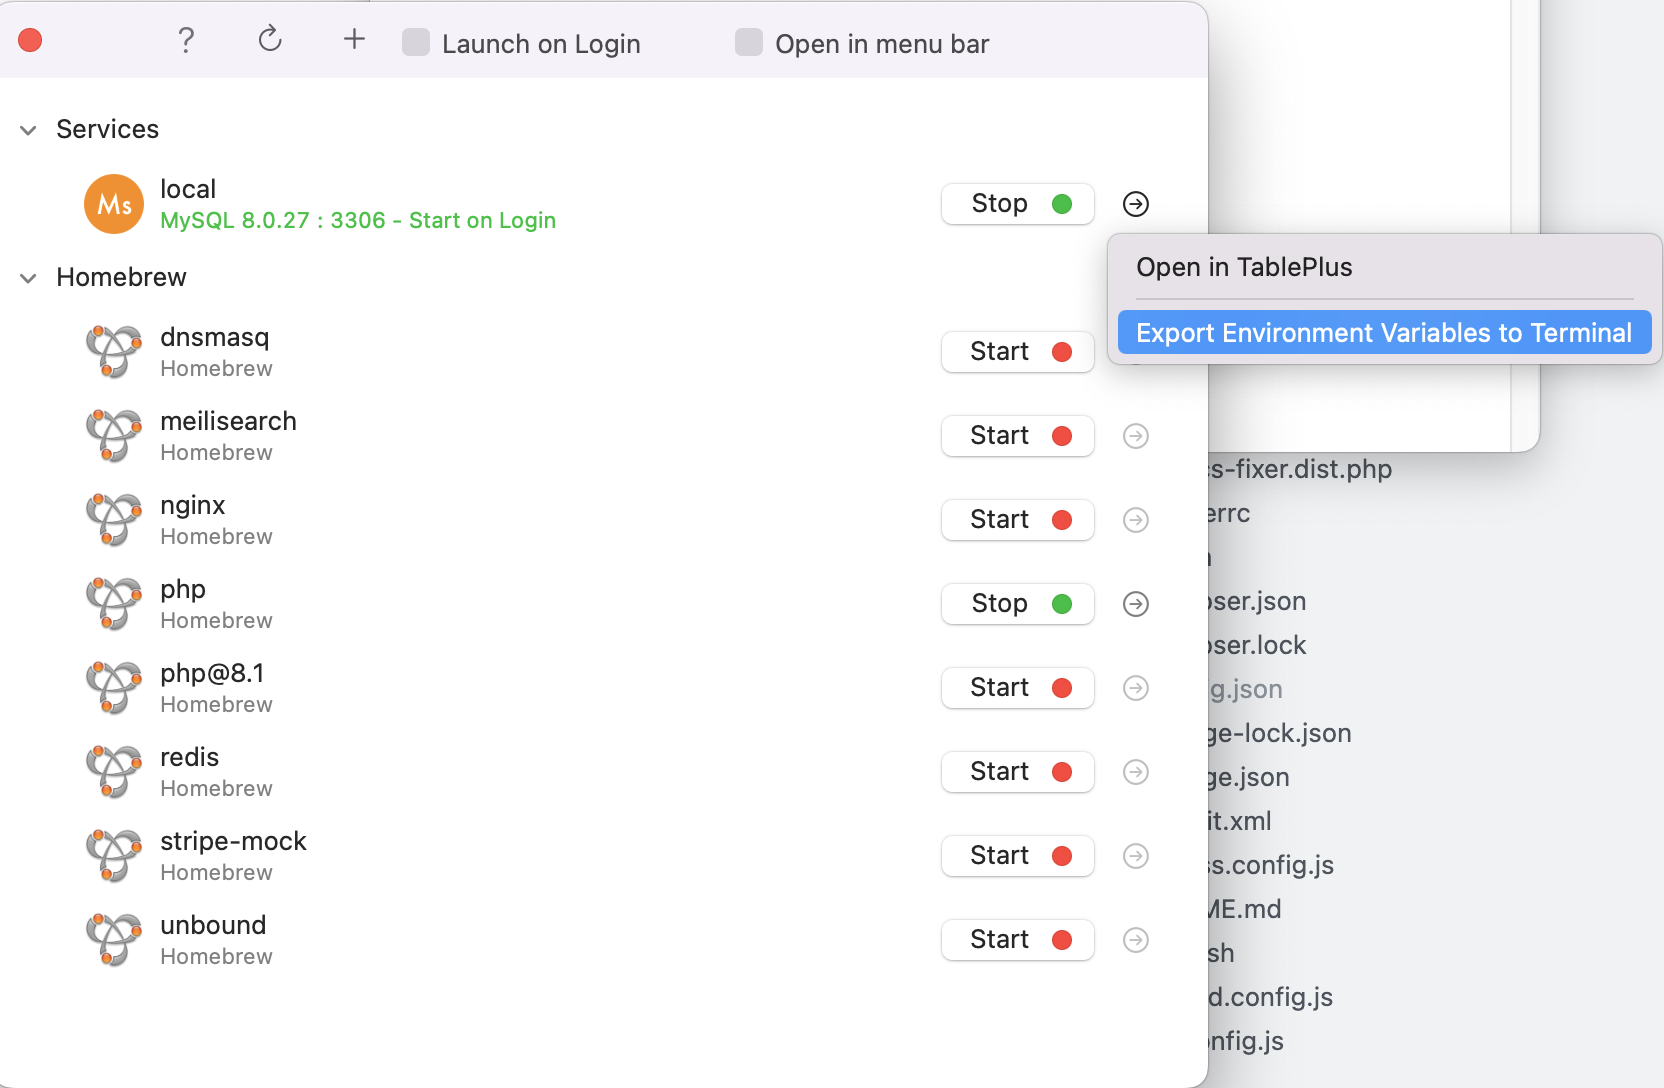 ? Launch on Login Open in menu bar
Services
Ms
local
MySQL 8.0.27 : 3306 - Start on Login
Stop
Open in TablePlus
Export Environment Variables to Terminal
Homebrew
dnsmasq
Homebrew
Start
meilisearch
Homebrew
Start
nginx
Homebrew
Start
php
Homebrew
Stop
php@8.1
Homebrew
Start
redis
Homebrew
Start
stripe-mock
Homebrew
Start
unbound
Homebrew
Start
s-fixer.dist.php
errc
ser.json
ser.lock
g.json
ge-lock.json
ge.json
it.xml
s.config.js
ME.md
sh
d.config.js
nfig.js